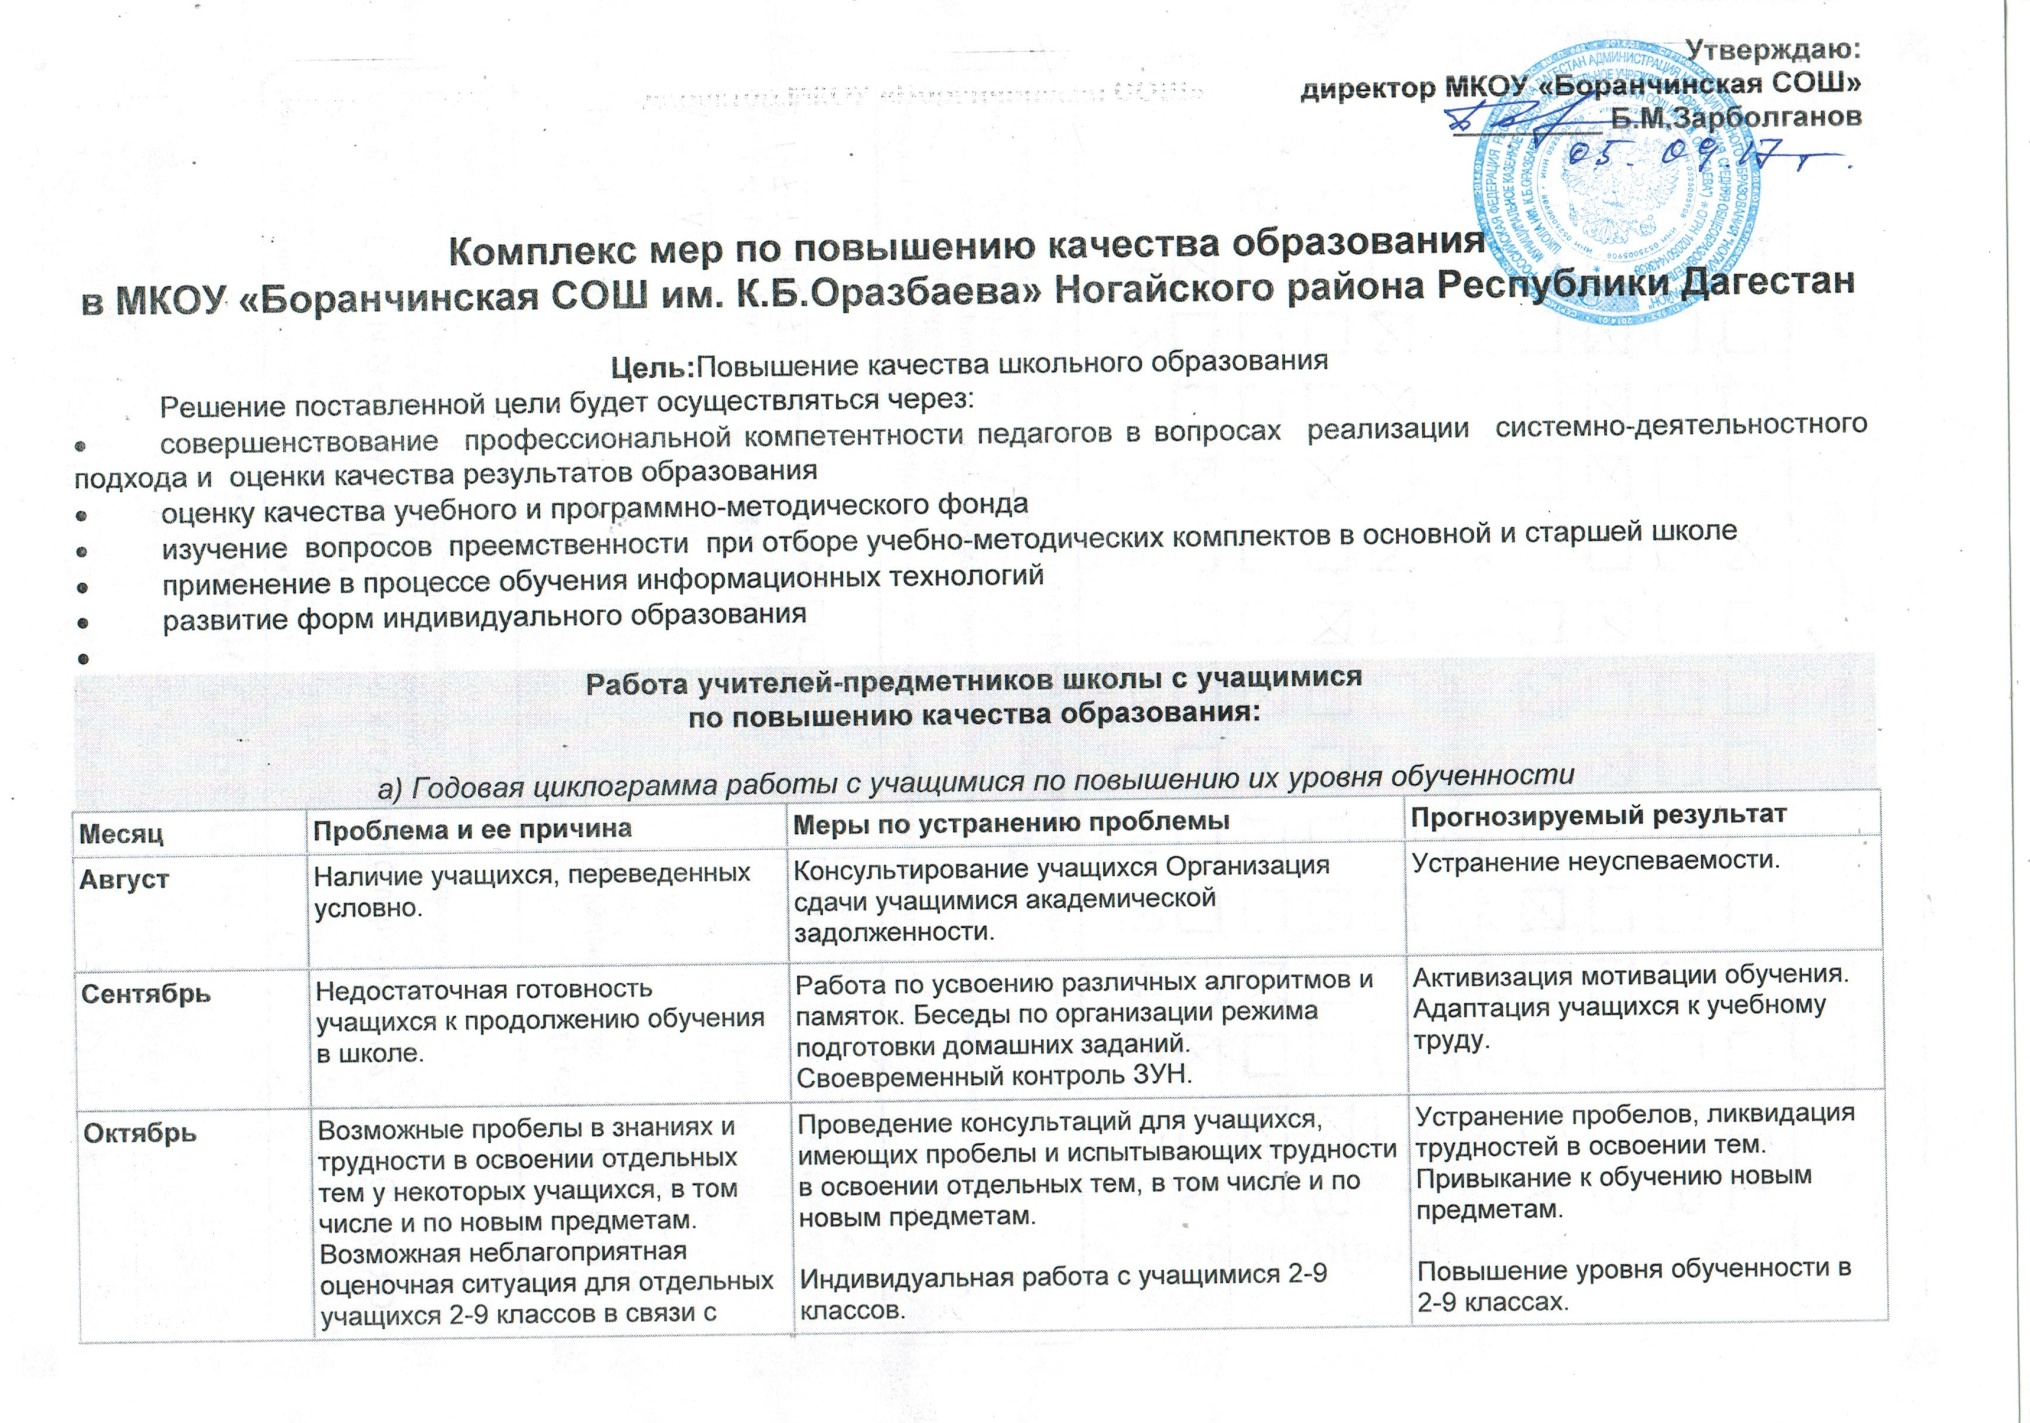 Утверждаю:
директор МКОУ «Боранчинская СОШ»
Б.М.Зарболганов
05. 09. 17 г.
Комплекс мер по повышению качества образования
в МКОУ «Боранчинская СОШ им. К.Б.Оразбаева» Ногайского района Республики Дагестан
Цель:Повышение качества школьного образования
Решение поставленной цели будет осуществляться через:
• совершенствование профессиональной компетентности педагогов в вопросах реализации системно-деятельностного
подхода и оценки качества результатов образования
• оценку качества учебного и программно-методического фонда
• изучение вопросов преемственности при отборе учебно-методических комплектов в основной и старшей школе
• применение в процессе обучения информационных технологий
• развитие форм индивидуального образования
•
Работа учителей-предметников школы с учащимися
по повышению качества образования:
а) Годовая циклограмма работы с учащимися по повышению их уровня обученности
Месяц
Проблема и ее причина
Меры по устранению проблемы
Прогнозируемый результат
Август
Наличие учащихся, переведенных
условно.
Консультирование учащихся Организация
сдачи учащимися академической
задолженности.
Устранение неуспеваемости.
Сентябрь
Недостаточная готовность
учащихся к продолжению обучения
в школе.
Работа по усвоению различных алгоритмов и
памяток. Беседы по организации режима
подготовки домашних заданий.
Своевременный контроль ЗУН.
Активизация мотивации обучения.
Адаптация учащихся к учебному
труду.
Октябрь
Возможные пробелы в знаниях и
трудности в освоении отдельных
тем у некоторых учащихся, в том
числе и по новым предметам.
Возможная неблагоприятная
оценочная ситуация для отдельных
учащихся 2-9 классов в связи с
Проведение консультаций для учащихся,
имеющих пробелы и испытывающих трудности
в освоении отдельных тем, в том числе и по
новым предметам.
Индивидуальная работа с учащимися 2-9
классов.
Устранение пробелов, ликвидация
трудностей в освоении тем.
Привыкание к обучению новым
предметам.
Повышение уровня обученности в
2-9 классах.